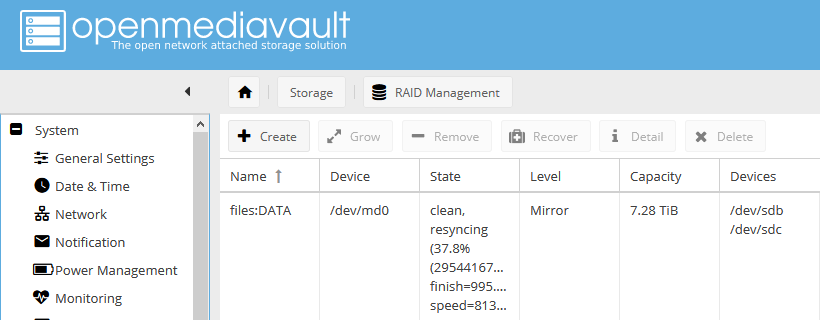 openmediavault
The open network attached storage solution
Storage
RAID Management
System
General Settings
Date & Time
Network
Notification
Power Management
Monitoring
Create
Grow
Remove
Recover
Detail
Delete
Name
Device
State
Level
Capacity
Devices
files:DATA
/dev/md0
clean,
resyncing
(37.8%
(29544167...
finish=995....
speed=813...
Mirror
7.28 TiB
/dev/sdb
/dev/sdc